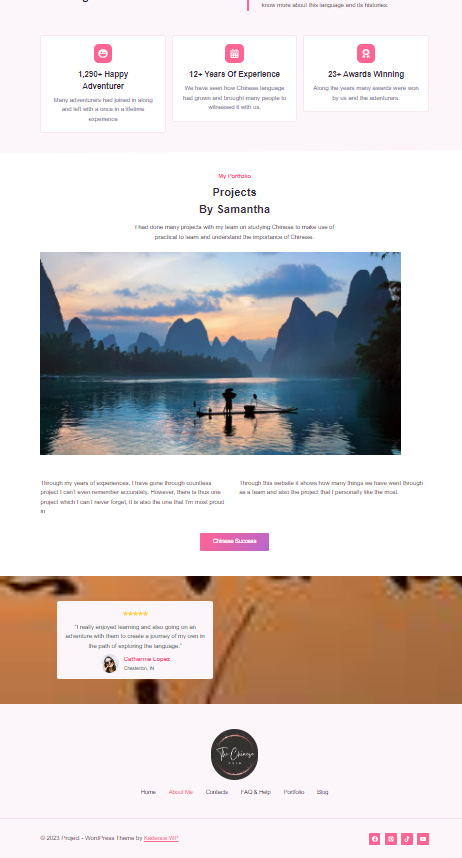 know more about this language and its histories.
1,290+ Happy
Adventurer
Many adventurers had joined in along
and left with a once in a lifetime
experience
12+ Years Of Experience
We have seen how Chinese language
had grown and brought many people to
witnessed it with us.
23+ Awards Winning
Along the years many awards were won
by us and the adventurers.
My Portfolio
Projects
By Samantha
I had done many projects with my team on studying Chinese to make use of
practical to learn and understand the importance of Chinese.
Through my years of experiences, I have gone through countless
project I can't even remember accurately. However, there is thus one
project which I can't never forget, it is also the one that I'm most proud
in
Through this website it shows how many things we have went through
as a team and also the project that I personally like the most.
Chinese Success
"I really enjoyed learning and also going on an
adventure with them to create a journey of my own in
the path of exploring the language."
Catherine Lopez
Chesterton, IN
The Chinese
Home
About Me
Contacts
FAQ & Help
Portfolio
Blog
© 2023 Project - WordPress Theme by Kadence WP